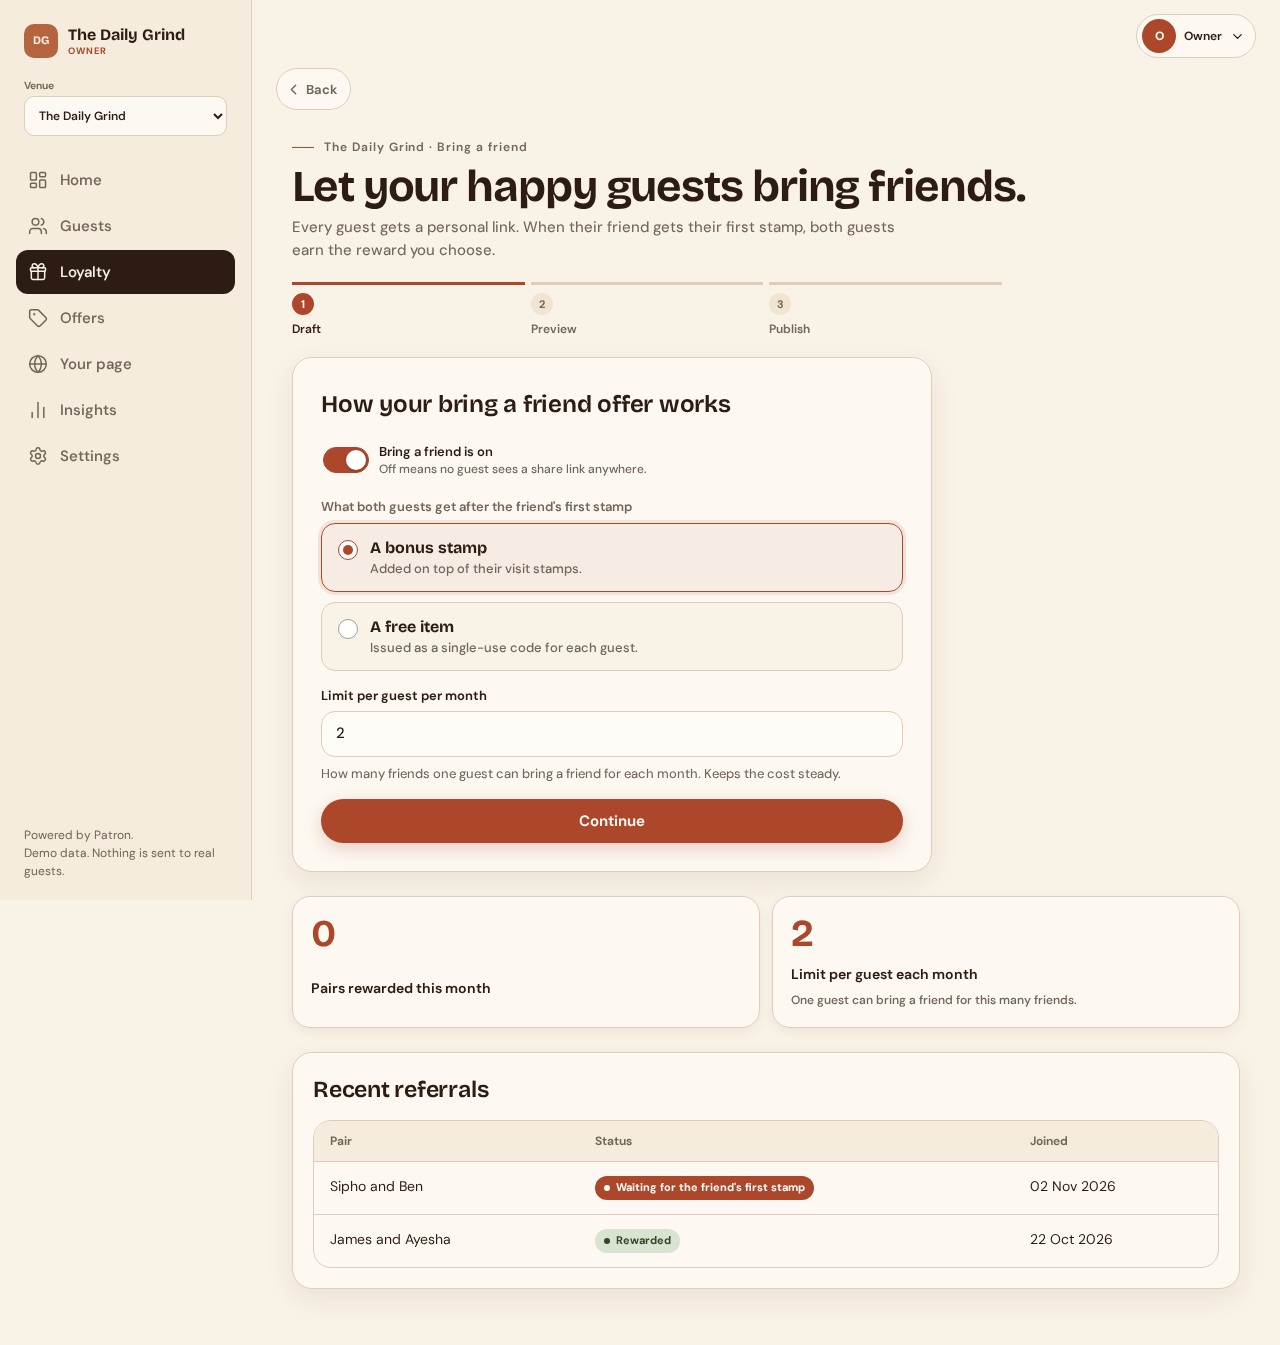 DG
The Daily Grind
OWNER
Venue
The Daily Grind
Home
Guests
Loyalty
Offers
Your page
Insights
Settings
Powered by Patron.
Demo data. Nothing is sent to real
guests.
O
Owner
Back
The Daily Grind · Bring a friend
Let your happy guests bring friends.
Every guest gets a personal link. When their friend gets their first stamp, both guests
earn the reward you choose.
1
Draft
2
Preview
3
Publish
How your bring a friend offer works
Bring a friend is on
Off means no guest sees a share link anywhere.
What both guests get after the friend's first stamp
A bonus stamp
Added on top of their visit stamps.
A free item
Issued as a single-use code for each guest.
Limit per guest per month
2
How many friends one guest can bring a friend for each month. Keeps the cost steady.
Continue
0
Pairs rewarded this month
2
Limit per guest each month
One guest can bring a friend for this many friends.
Recent referrals
Pair Status Joined
Sipho and Ben Waiting for the friend's first stamp 02 Nov 2026
James and Ayesha Rewarded 22 Oct 2026